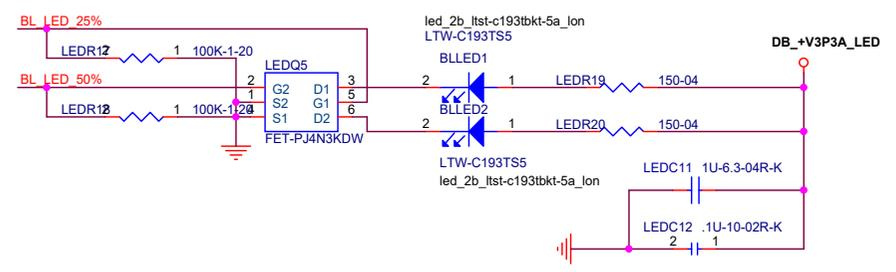 BL_LED_25%
led_2b_ltst-c193tbkt-5a_lon
LTW-C193TS5
DB_+V3P3A_LED
LEDR17 2 1 100K-1-20
BLLED1
LEDQ5
BL_LED_50%
2 G2 D1 3
1 S2 G1 5
4 S1 D2 6
2 1 LEDR19 150-04
LEDR18 2 1 100K-1-20
BLLED2
2 1 LEDR20 150-04
FET-PJ4N3KDW
LTW-C193TS5
led_2b_ltst-c193tbkt-5a_lon
LEDC11 1U-6.3-04R-K
LEDC12 .1U-10-02R-K
2 1